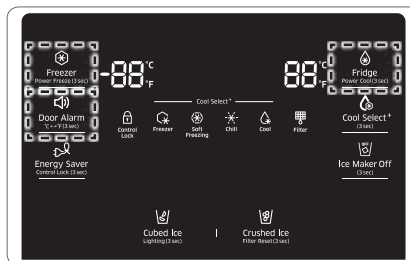 Freezer
Power Freeze (3 sec)
-88 °C °F
88 °C °F
Fridge
Power Cool (3 sec)
Door Alarm
°C↔°F (3 sec)
Cool Select+
Control Lock
Freezer
Soft Freezing
Chill
Cool
Filter
Cool Select+
(3 sec)
Energy Saver
Control Lock (3 sec)
OFF
Ice Maker Off
(3 sec)
Cubed Ice
Lighting (3 sec)
Crushed Ice
Filter Reset (3 sec)